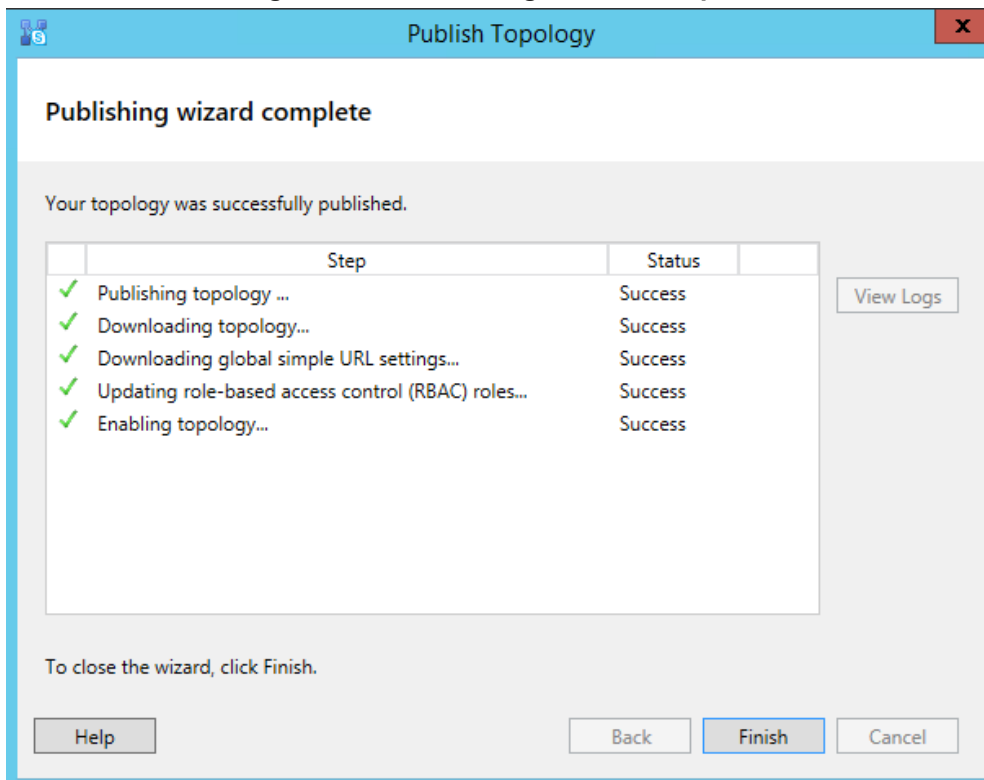 Publish Topology
x
Publishing wizard complete
Your topology was successfully published.
Step Status
Publishing topology ... Success
View Logs
Downloading topology... Success
Downloading global simple URL settings... Success
Updating role-based access control (RBAC) roles... Success
Enabling topology... Success
To close the wizard, click Finish.
Help Back Finish Cancel